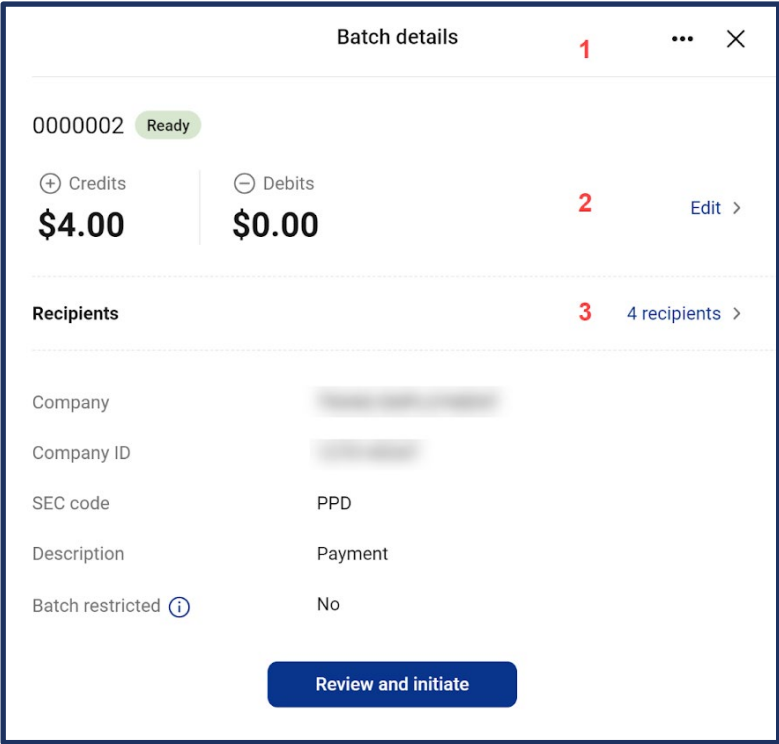 Batch details 1 •••
0000002 Ready
Credits Debits
$4.00 $0.00
2 Edit
Recipients 3 4 recipients
Company
Company ID
SEC code PPD
Description Payment
Batch restricted No
Review and initiate